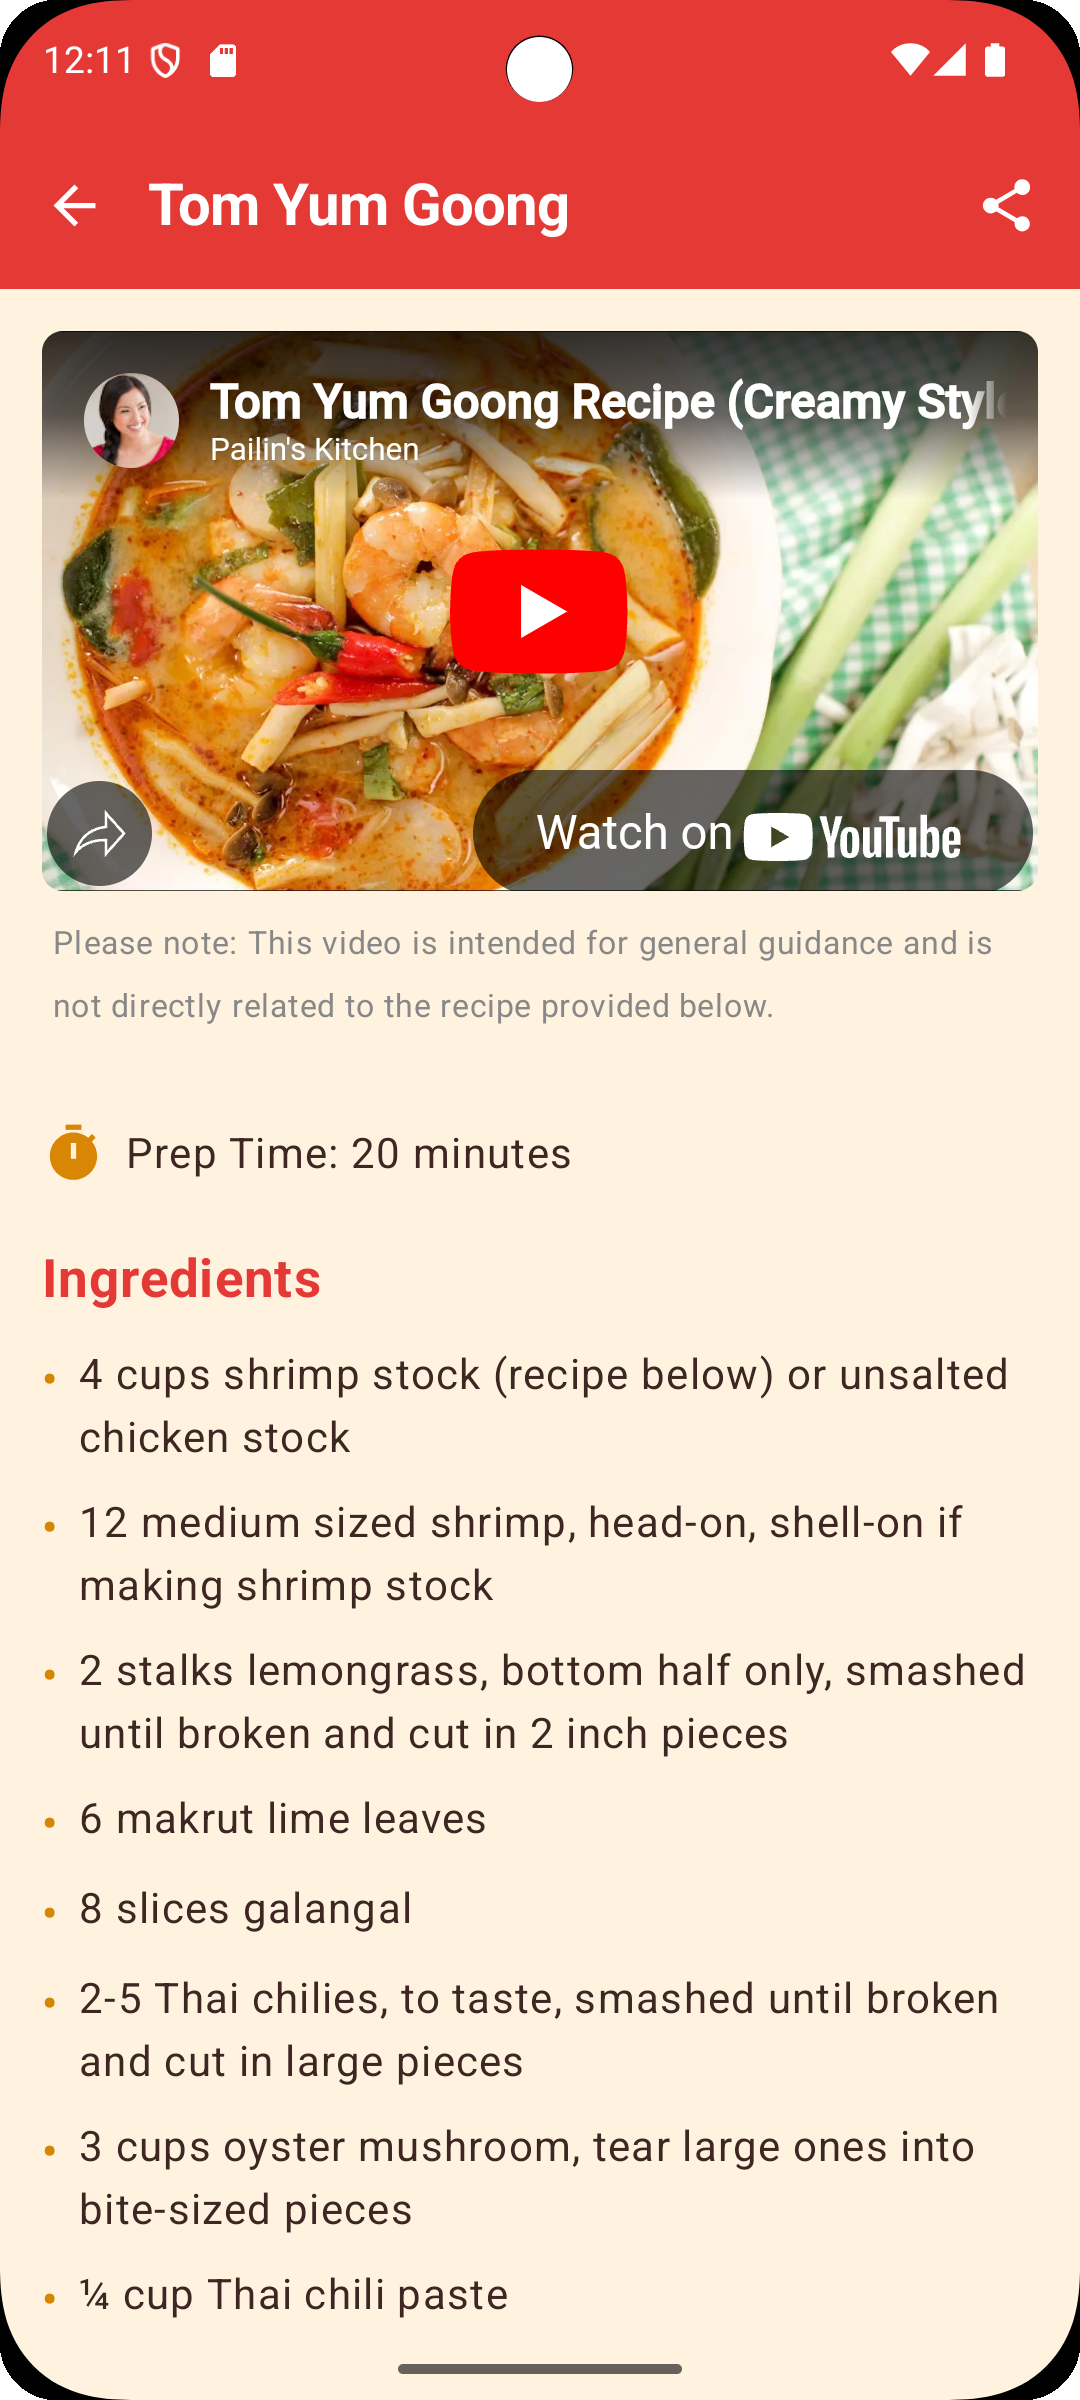 12:11
Tom Yum Goong
Tom Yum Goong Recipe (Creamy Styl
Pailin's Kitchen
Watch on YouTube
Please note: This video is intended for general guidance and is
not directly related to the recipe provided below.
Prep Time: 20 minutes
Ingredients
• 4 cups shrimp stock (recipe below) or unsalted
chicken stock
• 12 medium sized shrimp, head-on, shell-on if
making shrimp stock
• 2 stalks lemongrass, bottom half only, smashed
until broken and cut in 2 inch pieces
• 6 makrut lime leaves
• 8 slices galangal
• 2-5 Thai chilies, to taste, smashed until broken
and cut in large pieces
• 3 cups oyster mushroom, tear large ones into
bite-sized pieces
• ¼ cup Thai chili paste